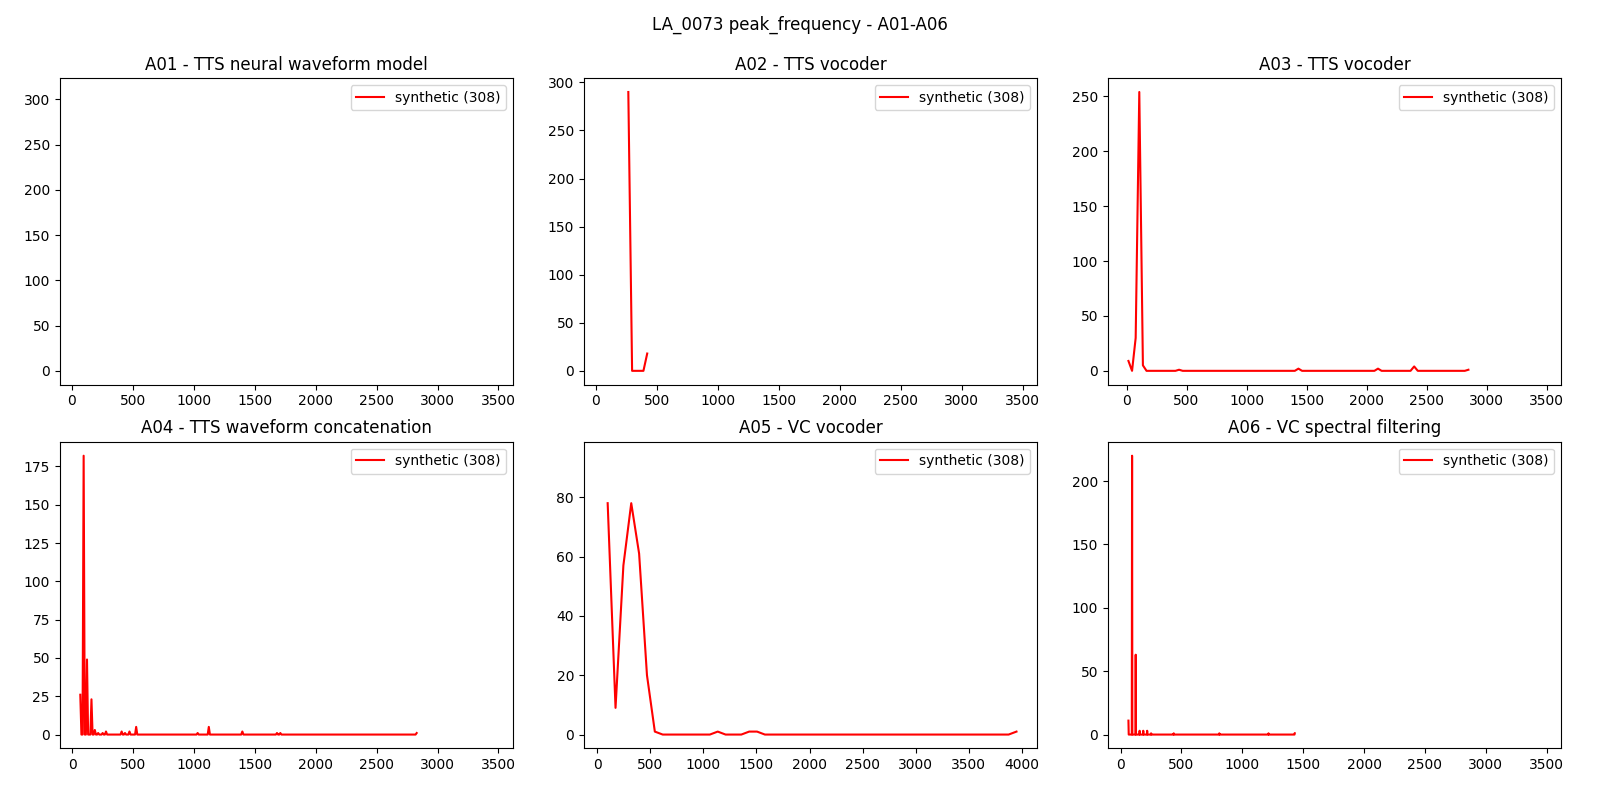 LA_0073 peak_frequency - A01-A06
A01 - TTS neural waveform model
synthetic (308)
300
250
200
150
100
50
0
0 500 1000 1500 2000 2500 3000 3500
A02 - TTS vocoder
synthetic (308)
300
250
200
150
100
50
0
0 500 1000 1500 2000 2500 3000 3500
A03 - TTS vocoder
synthetic (308)
250
200
150
100
50
0
0 500 1000 1500 2000 2500 3000 3500
A04 - TTS waveform concatenation
synthetic (308)
175
150
125
100
75
50
25
0
0 500 1000 1500 2000 2500 3000 3500
A05 - VC vocoder
synthetic (308)
80
60
40
20
0
0 500 1000 1500 2000 2500 3000 3500 4000
A06 - VC spectral filtering
synthetic (308)
200
150
100
50
0
0 500 1000 1500 2000 2500 3000 3500